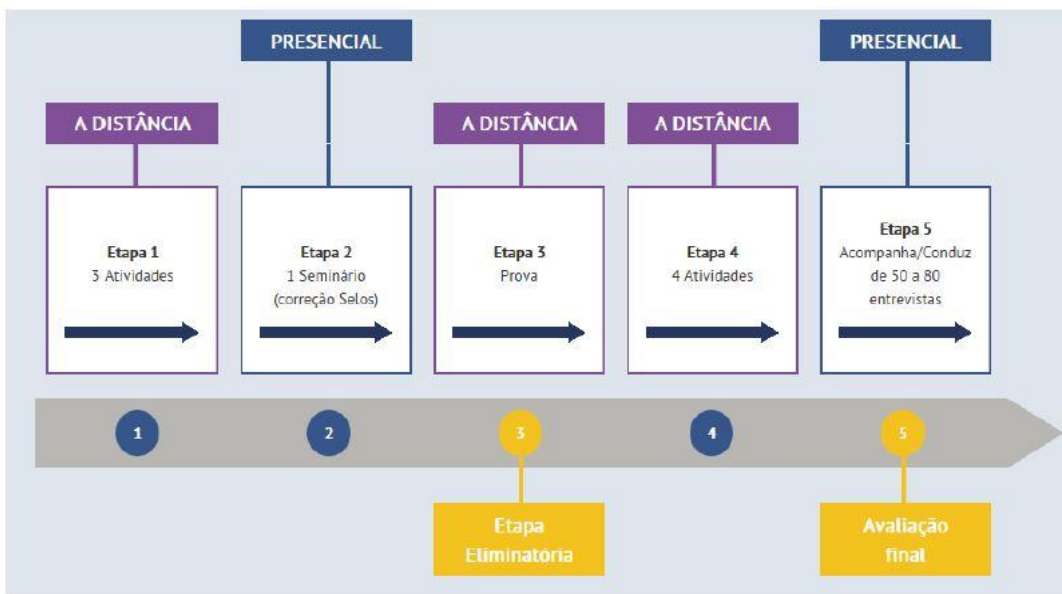 PRESENCIAL
PRESENCIAL
A DISTÂNCIA
A DISTÂNCIA
A DISTÂNCIA
Etapa 1
3 Atividades
Etapa 2
1 Seminário
(correção Selos)
Etapa 3
Prova
Etapa 4
4 Atividades
Etapa 5
Acompanha/Conduz
de 50 a 80
entrevistas
1
2
3
4
5
Etapa
Eliminatória
Avaliação
final